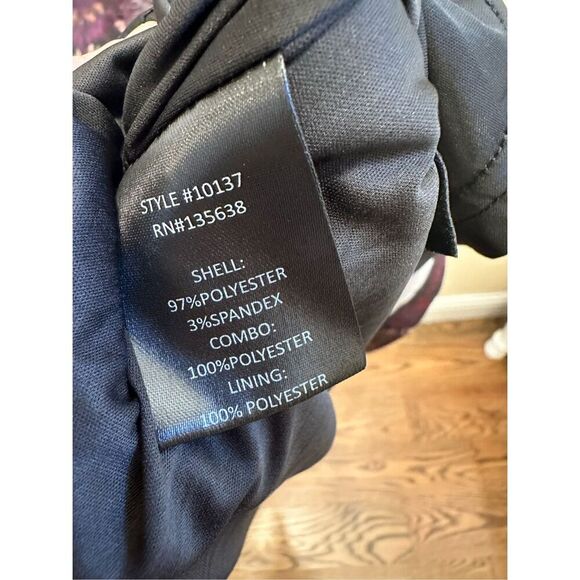 STYLE #10137
RN#135638
SHELL:
97%POLYESTER
3%SPANDEX
COMBO:
100%POLYESTER
LINING:
100% POLYESTER